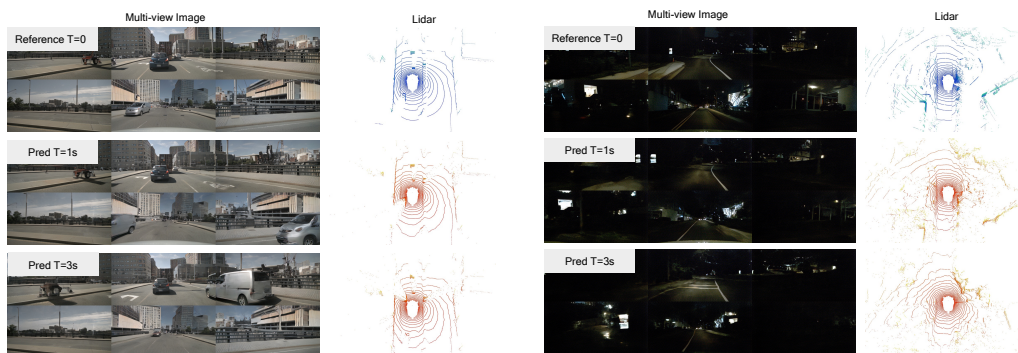 Multi-view Image
Lidar
Reference T=0
Pred T=1s
Pred T=3s
Multi-view Image
Lidar
Reference T=0
Pred T=1s
Pred T=3s